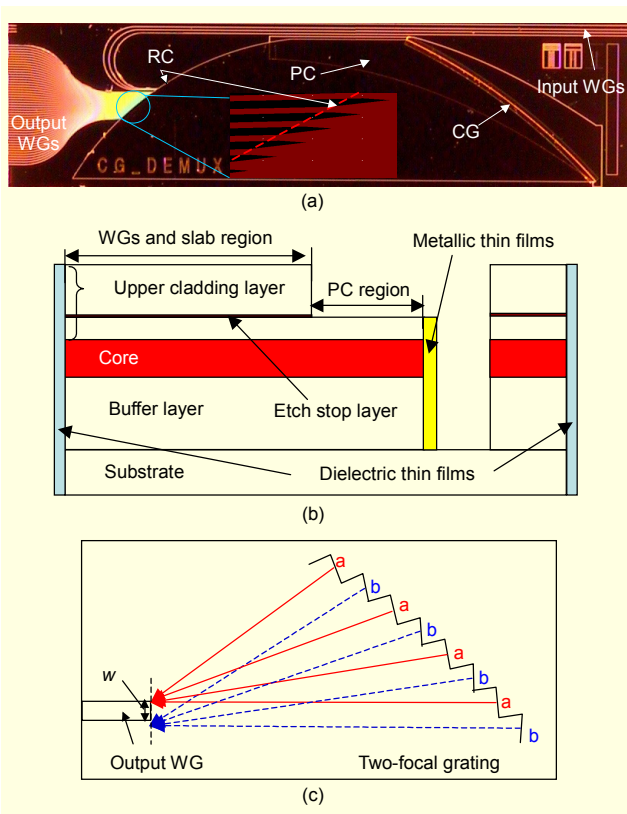 RC
PC
Input WGs
CG
Output
WGs
CG_DEMUX
(a)
WGs and slab region
Metallic thin films
Upper cladding layer
PC region
Core
Buffer layer
Etch stop layer
Substrate
Dielectric thin films
(b)
a
b
a
b
a
b
a
b
w
Output WG
Two-focal grating
(c)